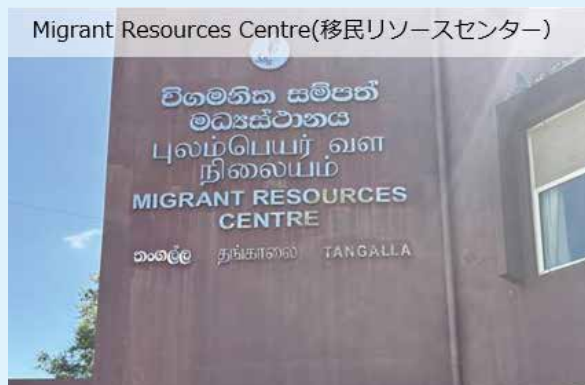 Migrant Resources Centre(移民リソースセンター)
විගමනික සම්පත්
මධ්‍යස්ථානය
புலம்பெயர் வள
நிலையம்
MIGRANT RESOURCES
CENTRE
තංගල්ල தங்காலை TANGALLA